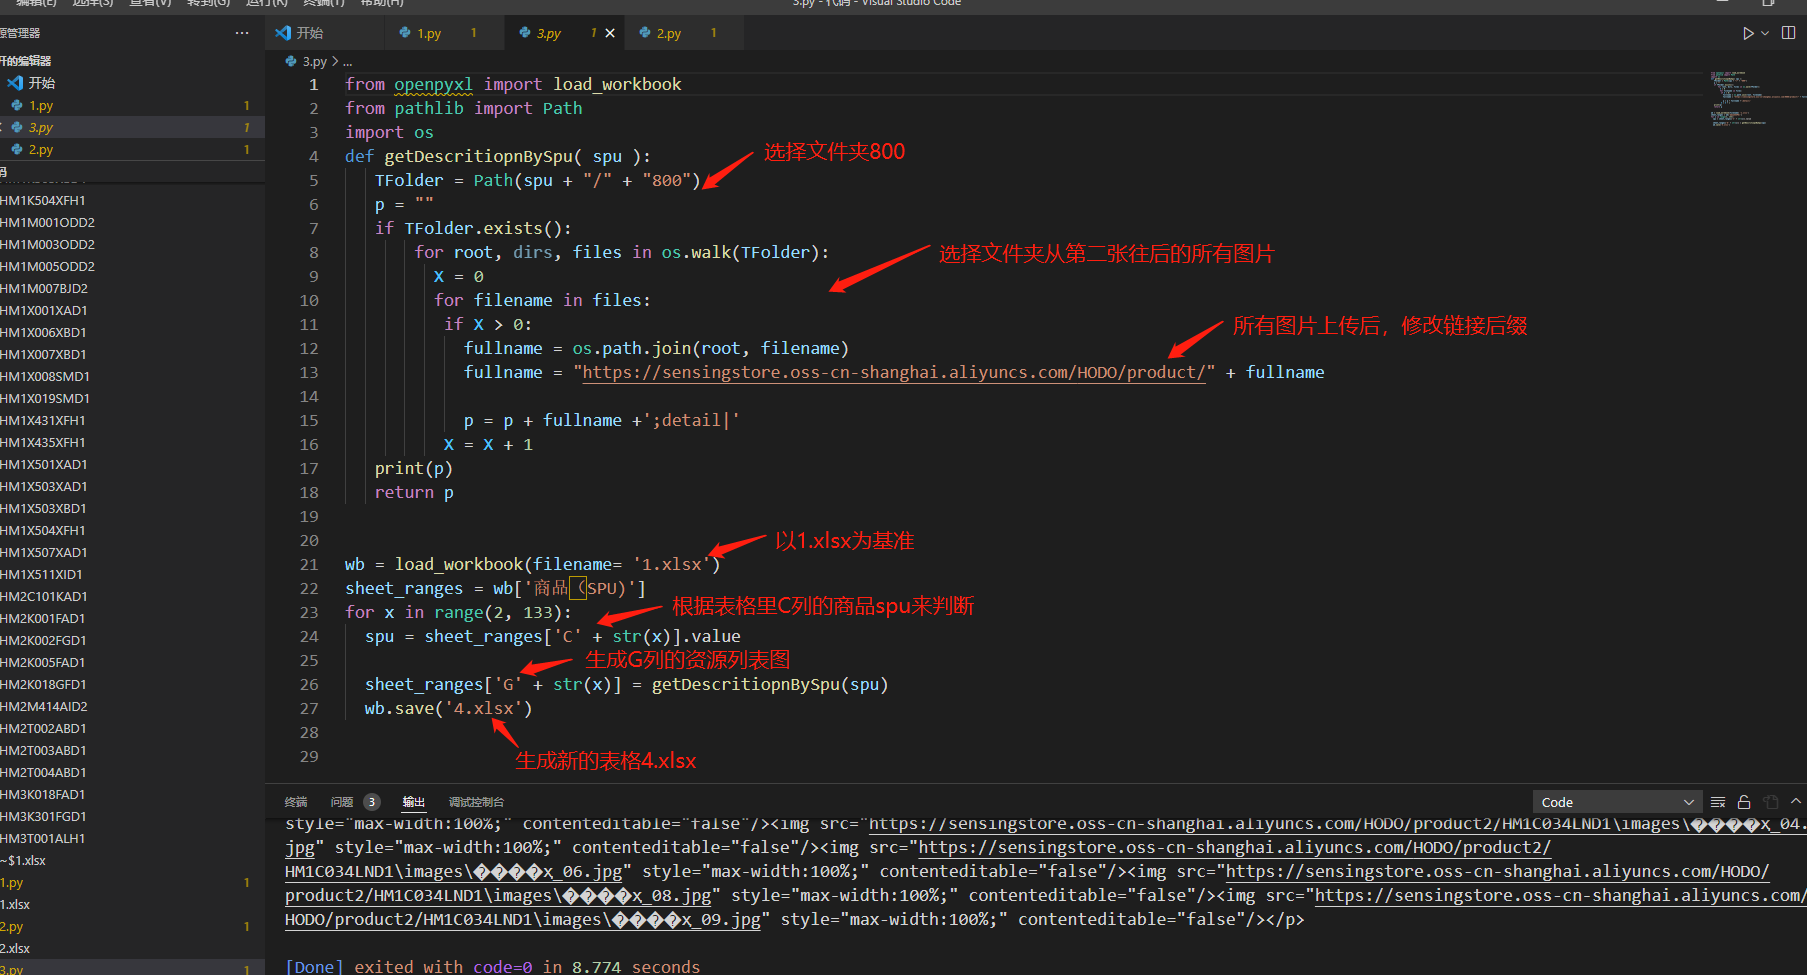 编辑(E) 选择(S) 查看(V) 转到(G) 运行(R) 终端(T) 帮助(H)
3.py - 代码 - Visual Studio Code
源管理器 ···
开的编辑器
开始
1.py 1
3.py 1
2.py 1
码
HM1K504XFH1
HM1M001ODD2
HM1M003ODD2
HM1M005ODD2
HM1M007BJD2
HM1X001XAD1
HM1X006XBD1
HM1X007XBD1
HM1X008SMD1
HM1X019SMD1
HM1X431XFH1
HM1X435XFH1
HM1X501XAD1
HM1X503XAD1
HM1X503XBD1
HM1X504XFH1
HM1X507XAD1
HM1X511XID1
HM2C101KAD1
HM2K001FAD1
HM2K002FGD1
HM2K005FAD1
HM2K018GFD1
HM2M414AID2
HM2T002ABD1
HM2T003ABD1
HM2T004ABD1
HM3K018FAD1
HM3K301FGD1
HM3T001ALH1
~$1.xlsx
1.py 1
1.xlsx
2.py 1
2.xlsx
3.py 1
开始 1.py 1 3.py 1 × 2.py 1
3.py > ...
1 from openpyxl import load_workbook
2 from pathlib import Path
3 import os
4 def getDescritiopnBySpu( spu ):
选择文件夹800
5 TFolder = Path(spu + "/" + "800")
6 p = ""
7 if TFolder.exists():
8 for root, dirs, files in os.walk(TFolder):
选择文件夹从第二张往后的所有图片
9 X = 0
10 for filename in files:
11 if X > 0:
所有图片上传后，修改链接后缀
12 fullname = os.path.join(root, filename)
13 fullname = "https://sensingstore.oss-cn-shanghai.aliyuncs.com/HODO/product/" + fullname
14
15 p = p + fullname +';detail|'
16 X = X + 1
17 print(p)
18 return p
19
20
以1.xlsx为基准
21 wb = load_workbook(filename= '1.xlsx')
22 sheet_ranges = wb['商品（SPU)']
23 for x in range(2, 133):
根据表格里C列的商品spu来判断
24 spu = sheet_ranges['C' + str(x)].value
25
生成G列的资源列表图
26 sheet_ranges['G' + str(x)] = getDescritiopnBySpu(spu)
27 wb.save('4.xlsx')
28
29
生成新的表格4.xlsx
终端 问题 3 输出 调试控制台
Code
style="max-width:100%;" contenteditable="false"/><img src="https://sensingstore.oss-cn-shanghai.aliyuncs.com/HODO/product2/HM1C034LND1\images\����x_04.
jpg" style="max-width:100%;" contenteditable="false"/><img src="https://sensingstore.oss-cn-shanghai.aliyuncs.com/HODO/product2/
HM1C034LND1\images\����x_06.jpg" style="max-width:100%;" contenteditable="false"/><img src="https://sensingstore.oss-cn-shanghai.aliyuncs.com/HODO/
product2/HM1C034LND1\images\����x_08.jpg" style="max-width:100%;" contenteditable="false"/><img src="https://sensingstore.oss-cn-shanghai.aliyuncs.com/
HODO/product2/HM1C034LND1\images\����x_09.jpg" style="max-width:100%;" contenteditable="false"/></p>
[Done] exited with code=0 in 8.774 seconds